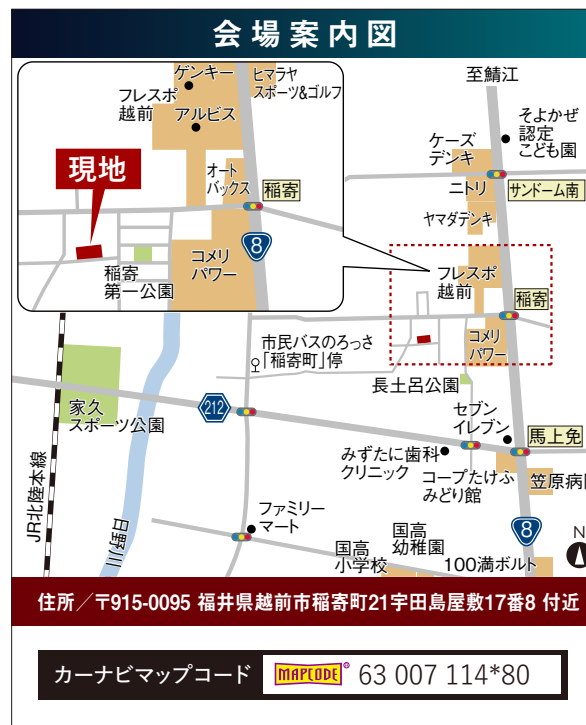 会場案内図
ゲンキー
ヒマラヤ
スポーツ&ゴルフ
フレスポ
越前
アルビス
現地
オート
バックス
稲寄
8
コメリ
パワー
稲寄
第一公園
至鯖江
そよかぜ
認定
こども園
ケーズ
デンキ
ニトリ
サンドーム南
ヤマダデンキ
フレスポ
越前
稲寄
コメリ
パワー
市民バスのろっさ
「稲寄町」停
長土呂公園
家久
スポーツ公園
212
セブン
イレブン
馬上免
みずたに歯科
クリニック
コープたけふ
みどり館
笠原病院
JR北陸本線
日野川
ファミリー
マート
国高
小学校
国高
幼稚園
8
100満ボルト
N
住所／〒915-0095 福井県越前市稲寄町21字田島屋敷17番8 付近
カーナビマップコード MAPCODE® 63 007 114*80